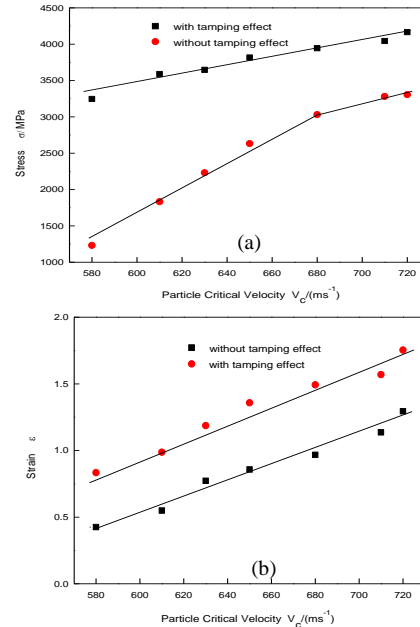 4500
4000
3500
3000
2500
2000
1500
1000
Stress σ/MPa
with tamping effect
without tamping effect
(a)
580 600 620 640 660 680 700 720
Particle Critical Velocity V_C/(ms⁻¹)
2.0
1.5
1.0
0.5
0.0
Strain ε
without tamping effect
with tamping effect
(b)
580 600 620 640 660 680 700 720
Particle Critical Velocity V_C/(ms⁻¹)